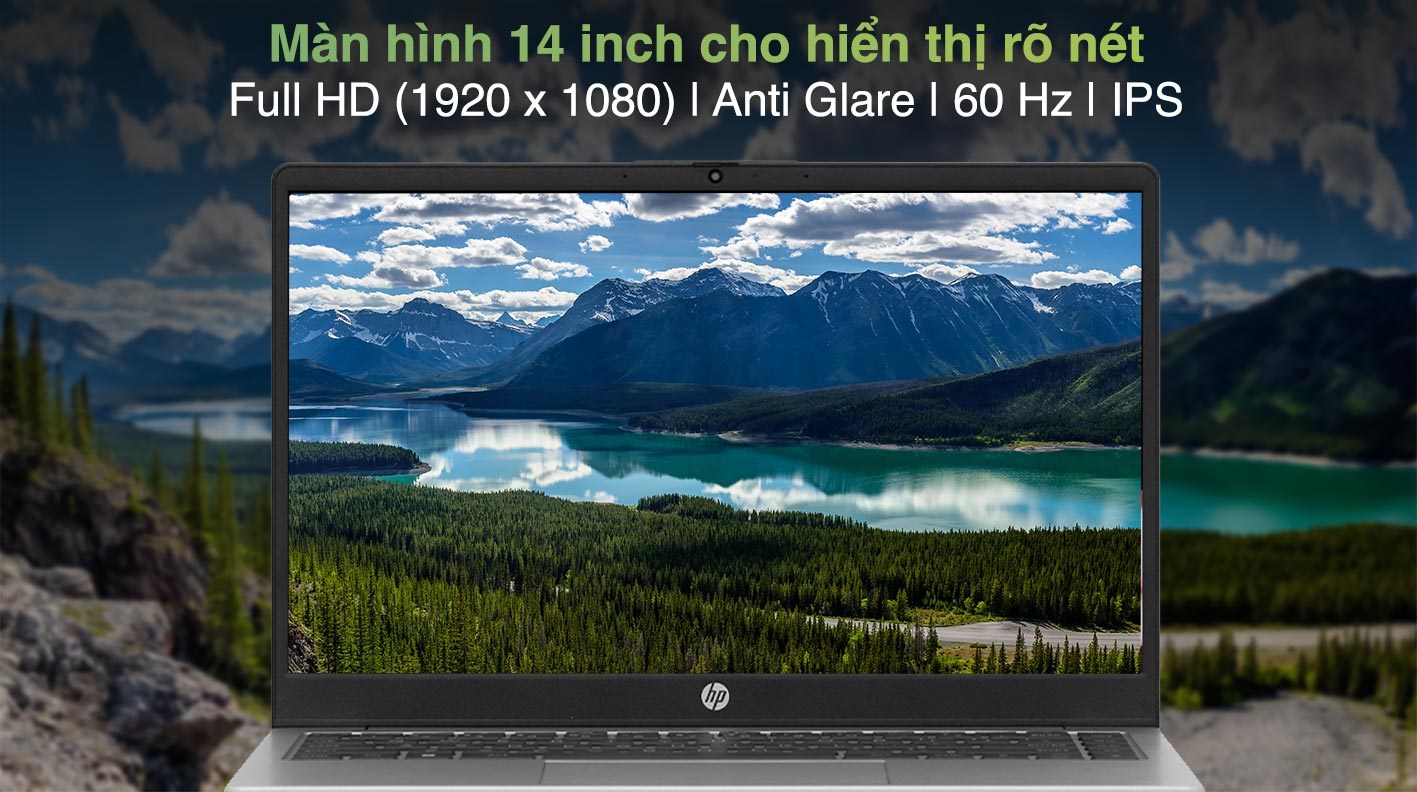 Màn hình 14 inch cho hiển thị rõ nét
Full HD (1920 x 1080) | Anti Glare | 60 Hz | IPS
hp